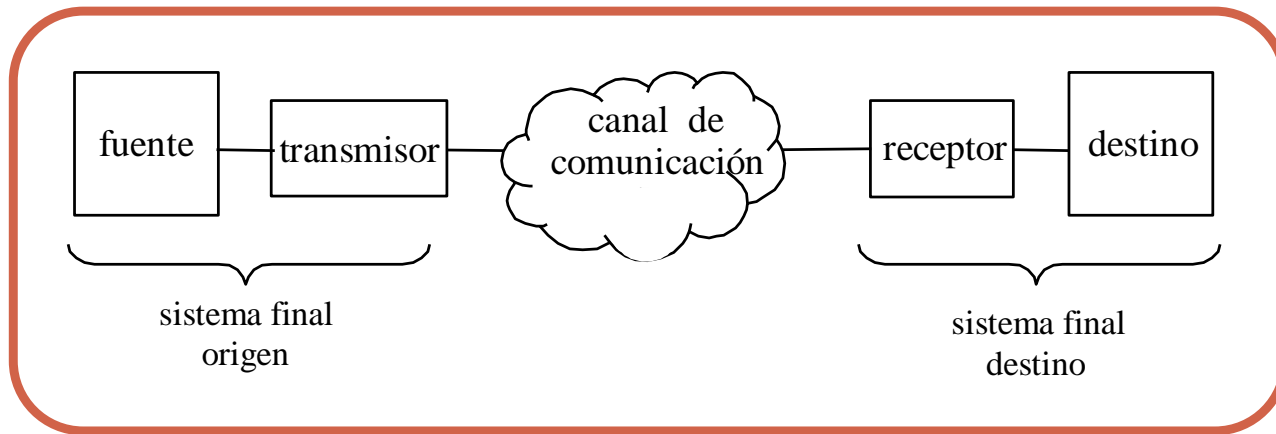 fuente
transmisor
canal de
comunicación
receptor
destino
sistema final
origen
sistema final
destino